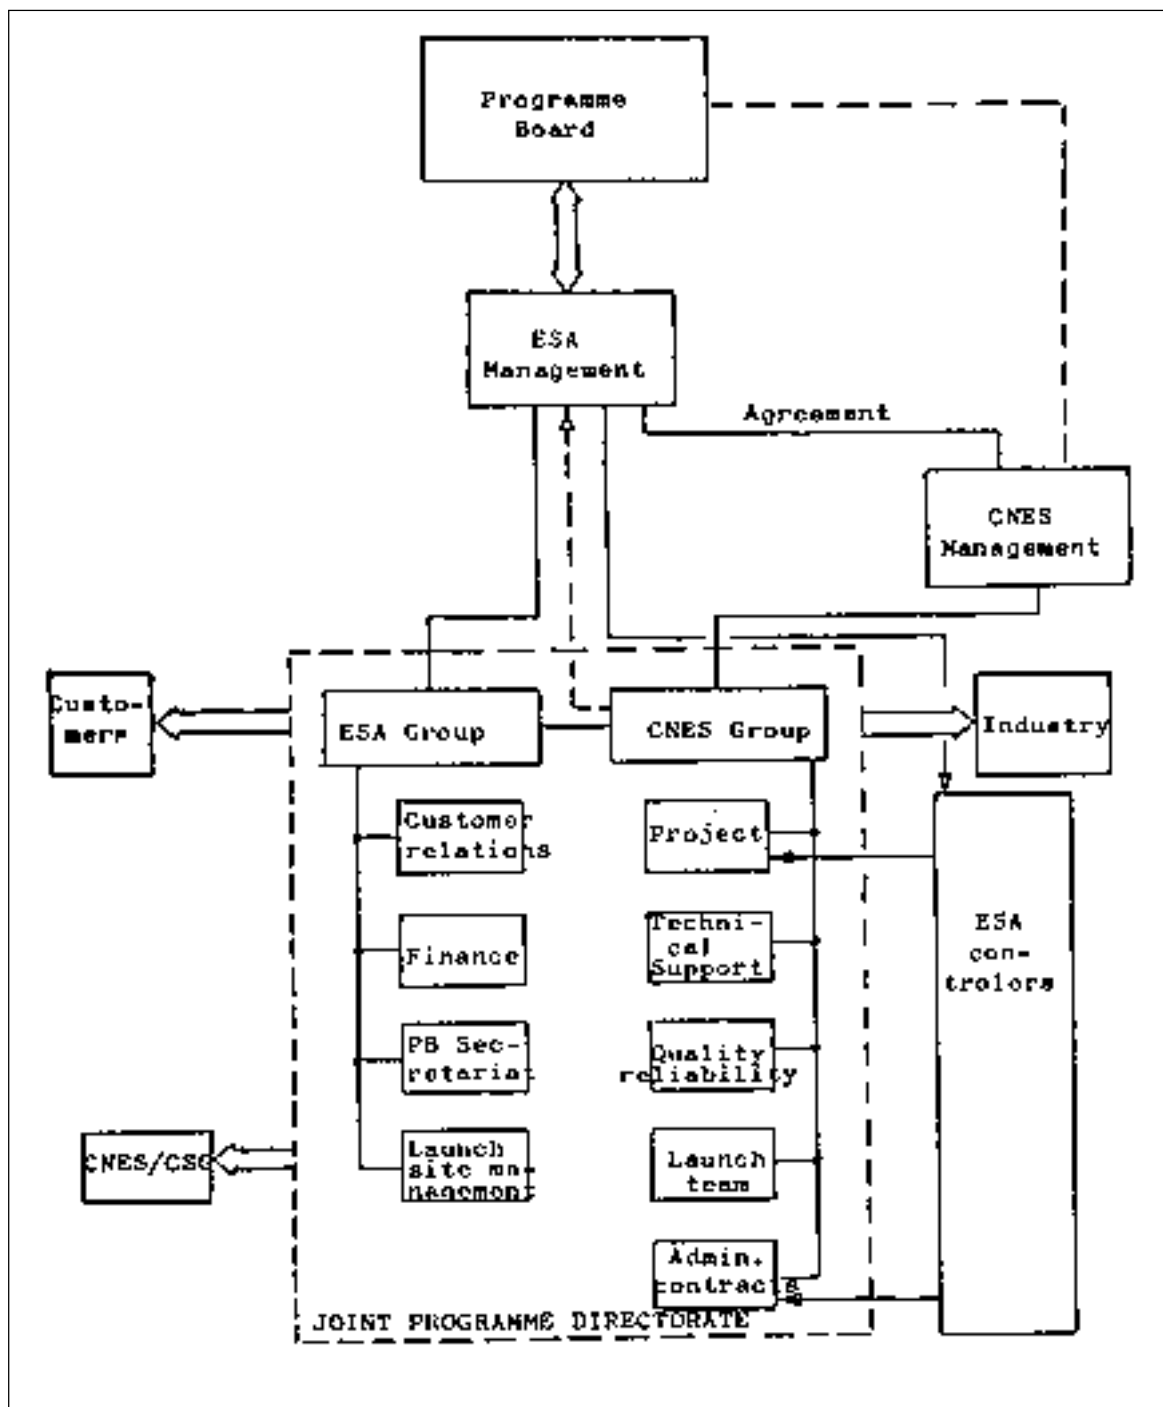 Programme
Board
ESA
Management
Agreement
CNES
Management
Custo-
mers
ESA Group
CNES Group
Industry
Customer
relations
Project
Finance
Techni-
cal
Support
ESA
con-
trolors
PB Sec-
retariat
Quality
reliability
CNES/CSG
Launch
site ma-
nagement
Launch
team
Admin.
contracts
JOINT PROGRAMME DIRECTORATE